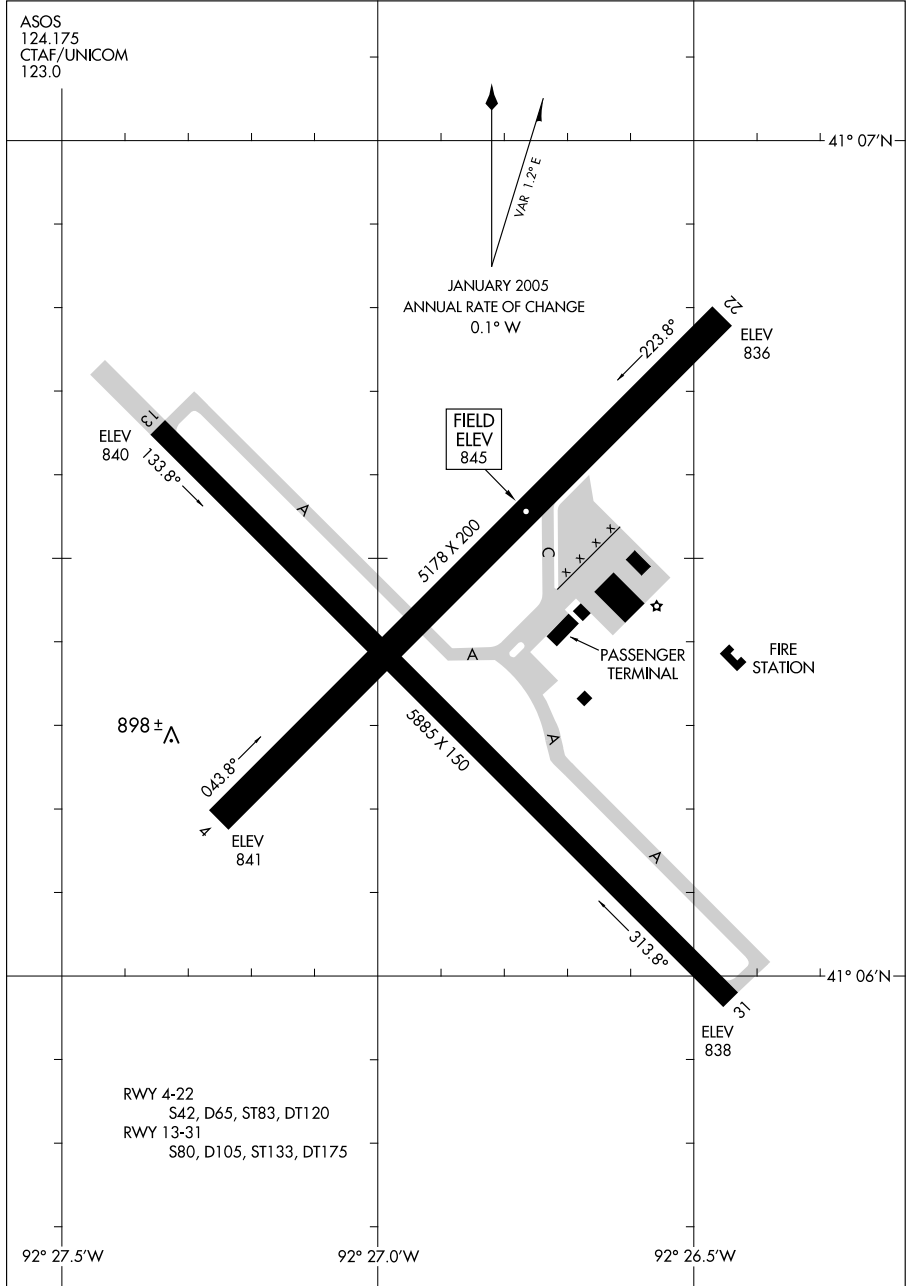 ASOS
124.175
CTAF/UNICOM
123.0
41° 07'N
VAR 1.2° E
JANUARY 2005
ANNUAL RATE OF CHANGE
0.1° W
22
ELEV
836
223.8°
FIELD
ELEV
845
13
ELEV
840
133.8°
A
5178 X 200
C
x x x x
A
PASSENGER
TERMINAL
FIRE
STATION
898 ±
5885 X 150
A
043.8°
4
ELEV
841
A
313.8°
41° 06'N
31
ELEV
838
RWY 4-22
S42, D65, ST83, DT120
RWY 13-31
S80, D105, ST133, DT175
92° 27.5'W
92° 27.0'W
92° 26.5'W